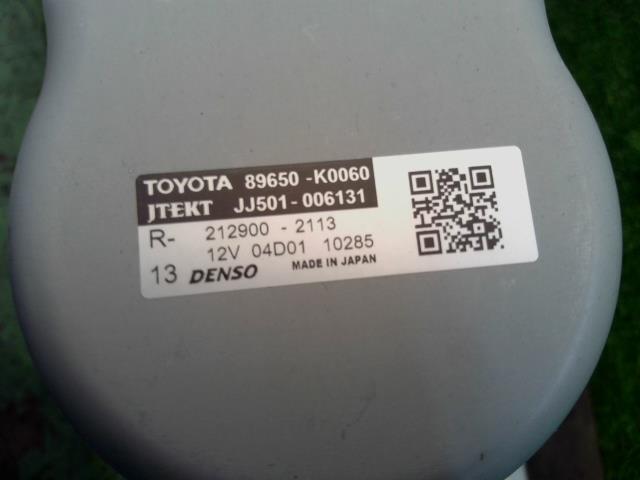 TOYOTA 89650 -K0060
JTEKT JJ501-006131
R- 212900 - 2113
12V 04D01 10285
13 DENSO MADE IN JAPAN